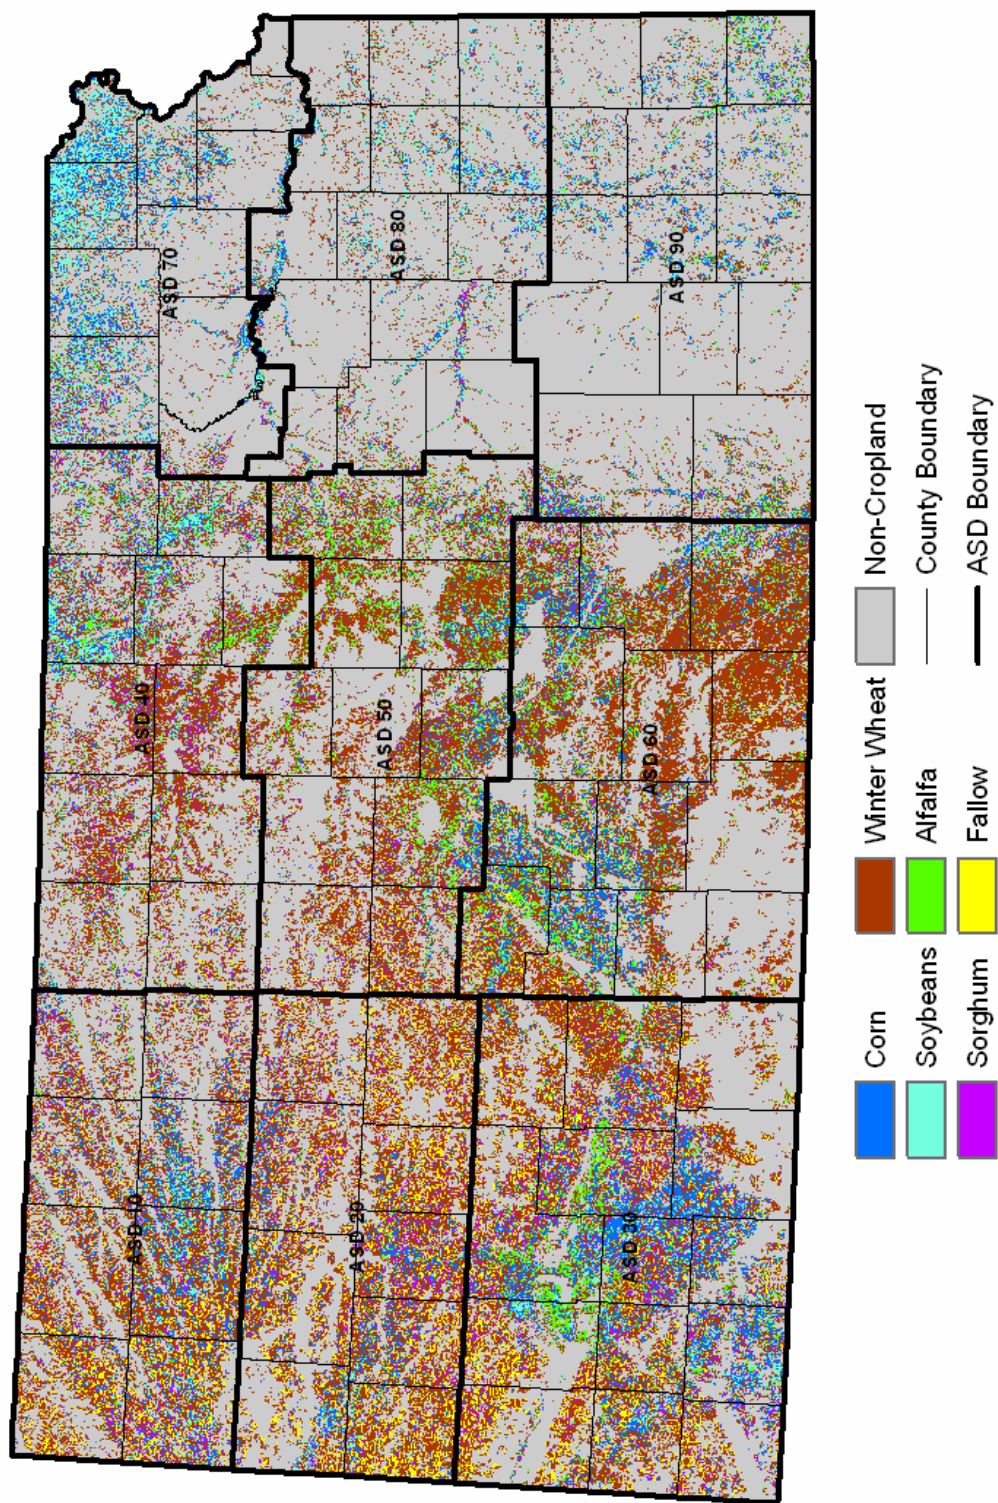 ASD 10
ASD 40
ASD 70
ASD 20
ASD 50
ASD 80
ASD 30
ASD 60
ASD 90
Corn
Winter Wheat
Non-Cropland
Soybeans
Alfalfa
County Boundary
Sorghum
Fallow
ASD Boundary